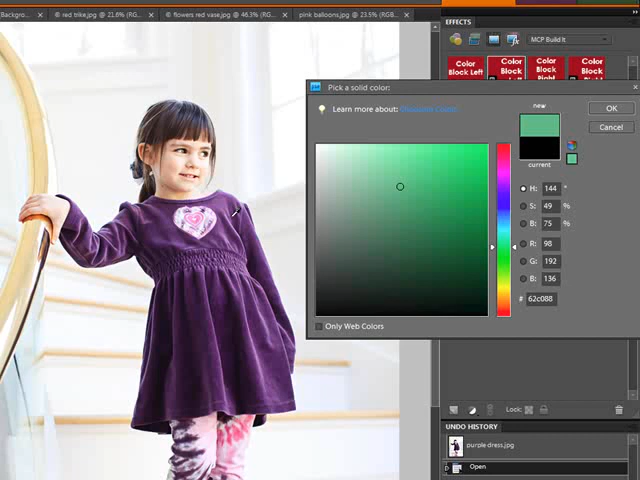 Backgro... × © red trike.jpg @ 21.6% (RG... × © flowers red vase.jpg @ 46.3% (RG... × pink balloons.jpg @ 23.5% (RGB... ×
EFFECTS
MCP Build It
Color
Block Left
Color
Block
Color
Block
Right
Color
Block
Pick a solid color:
Learn more about:
new
current
OK
Cancel
H: 144 °
S: 49 %
B: 75 %
R: 98
G: 192
B: 136
# 62c088
Only Web Colors
Lock:
UNDO HISTORY
purple dress.jpg
Open